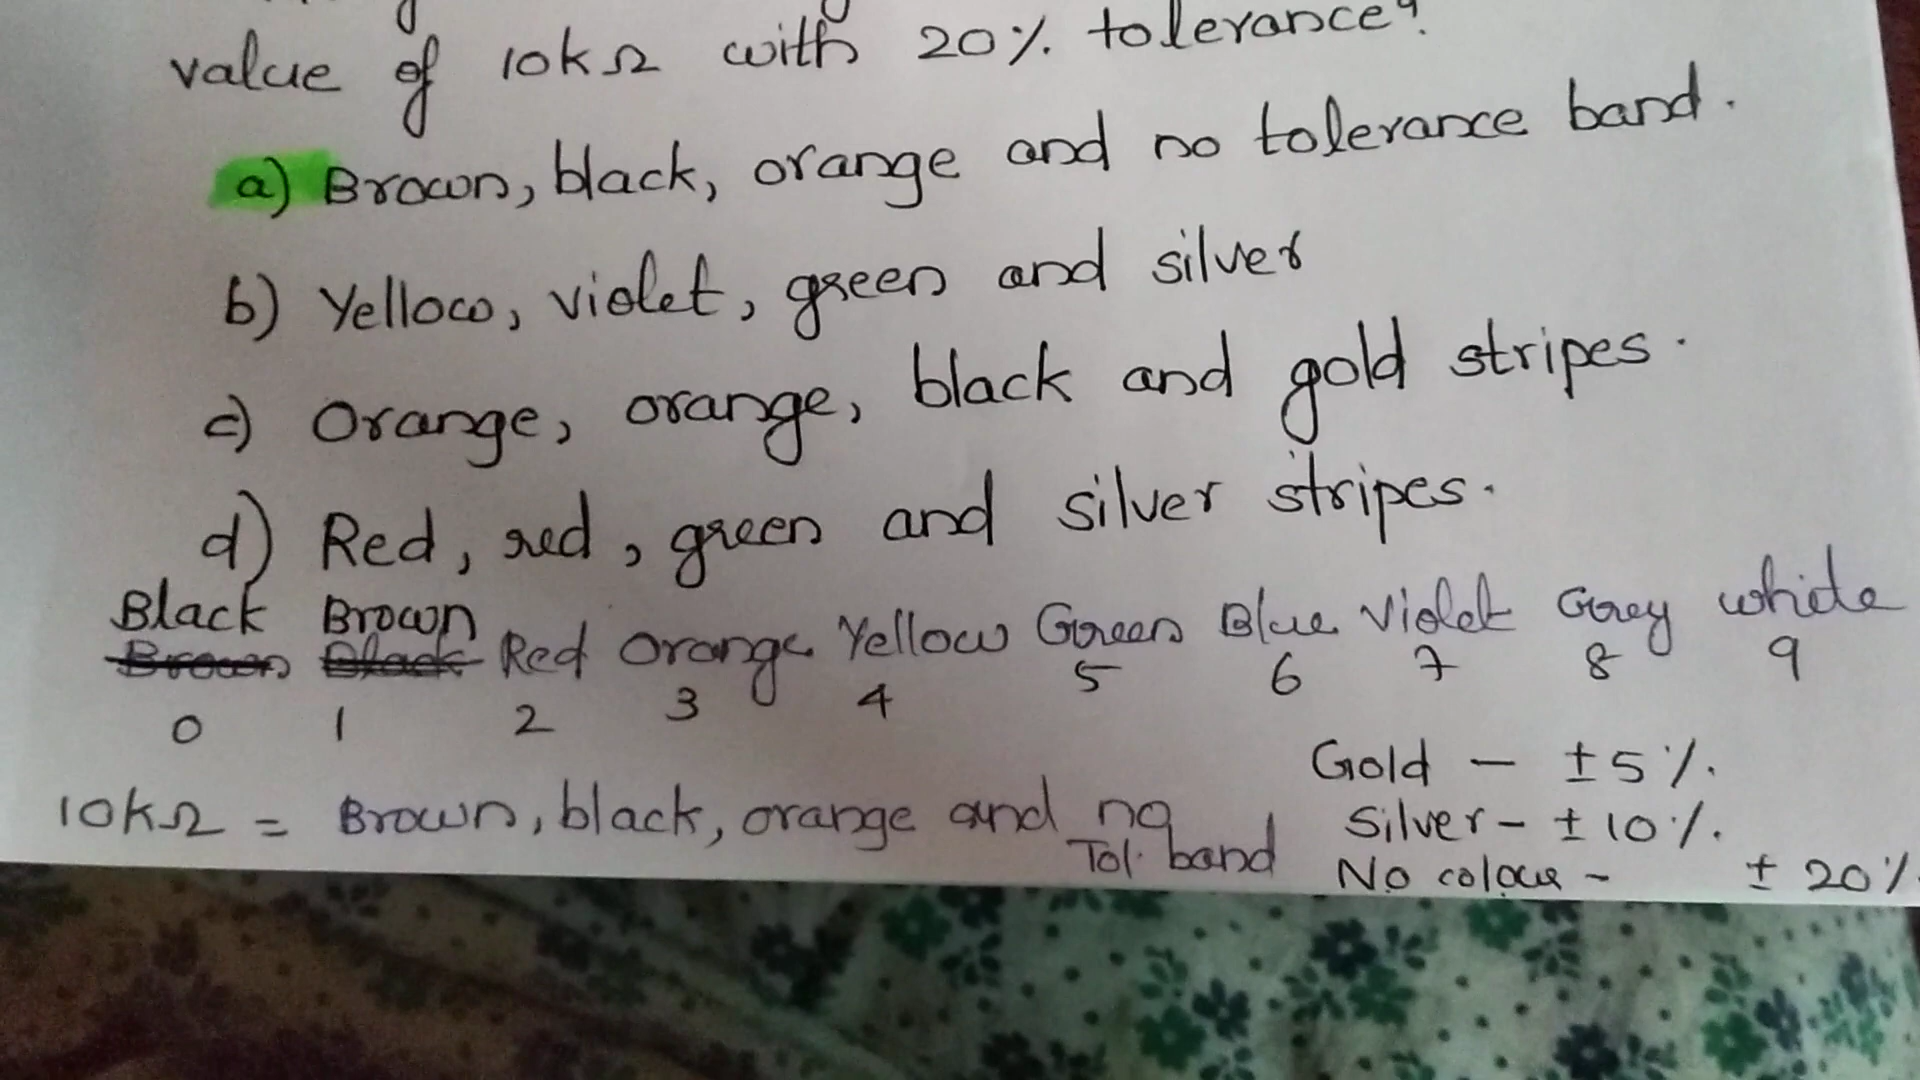 value of 10kΩ with 20% tolerance?
a) Brown, black, orange and no tolerance band.
b) Yellow, violet, green and silver
c) Orange, orange, black and gold stripes.
d) Red, red, green and silver stripes.
Black Brown
Brown Black Red Orange Yellow Green Blue Violet Grey white
0 1 2 3 4 5 6 7 8 9
Gold - ±5%.
10kΩ = Brown, black, orange and no Tol. band
Silver - ±10%.
No colour - ±20%.